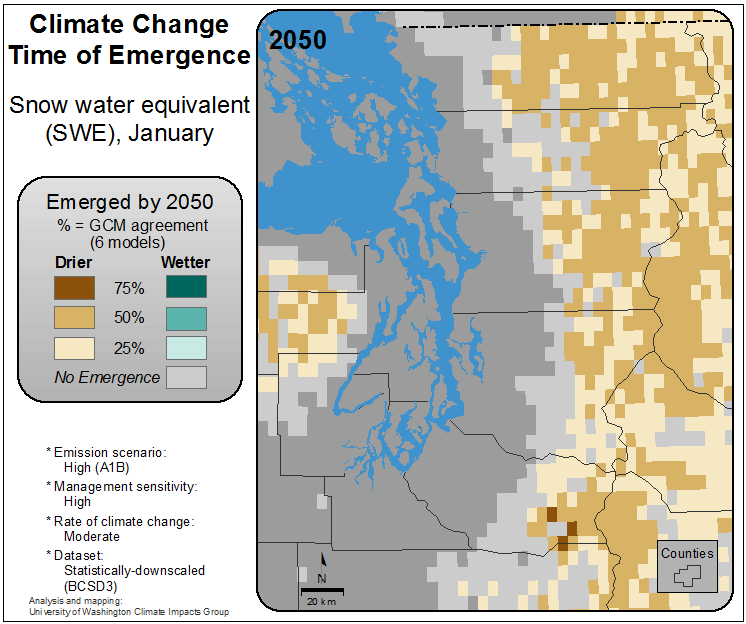 Climate Change
Time of Emergence
Snow water equivalent
(SWE), January
Emerged by 2050
% = GCM agreement
(6 models)
Drier Wetter
75%
50%
25%
No Emergence
* Emission scenario:
High (A1B)
* Management sensitivity:
High
* Rate of climate change:
Moderate
* Dataset:
Statistically-downscaled
(BCSD3)
Analysis and mapping:
University of Washington Climate Impacts Group
2050
N
20 km
Counties